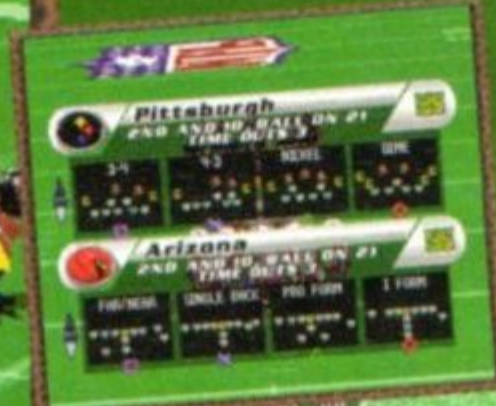 Pittsburgh
2ND AND 10, BALL ON 21
TIME OUTS 3
3-4 4-3 NICKEL DIME
Arizona
2ND AND 10, BALL ON 21
TIME OUTS 3
FAR/NEAR SINGLE BACK PRO FORM I FORM